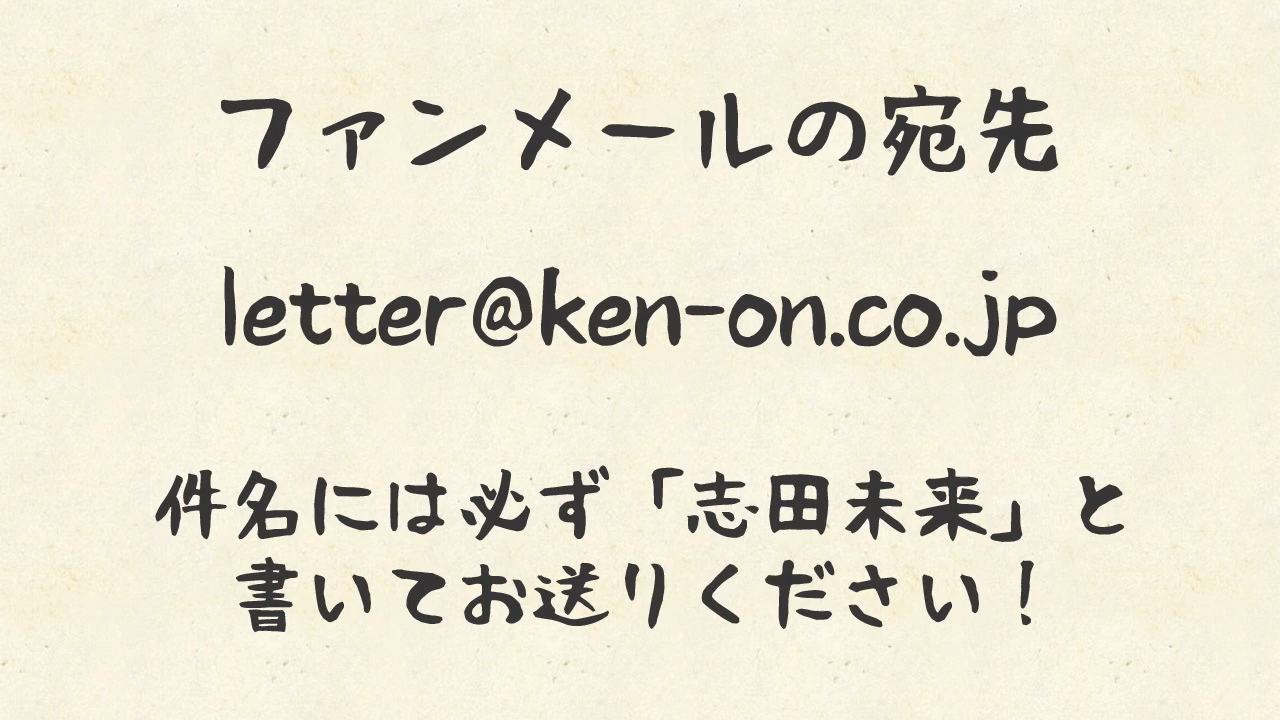 ファンメールの宛先
letter@ken-on.co.jp
件名には必ず「志田未来」と
書いてお送りください!